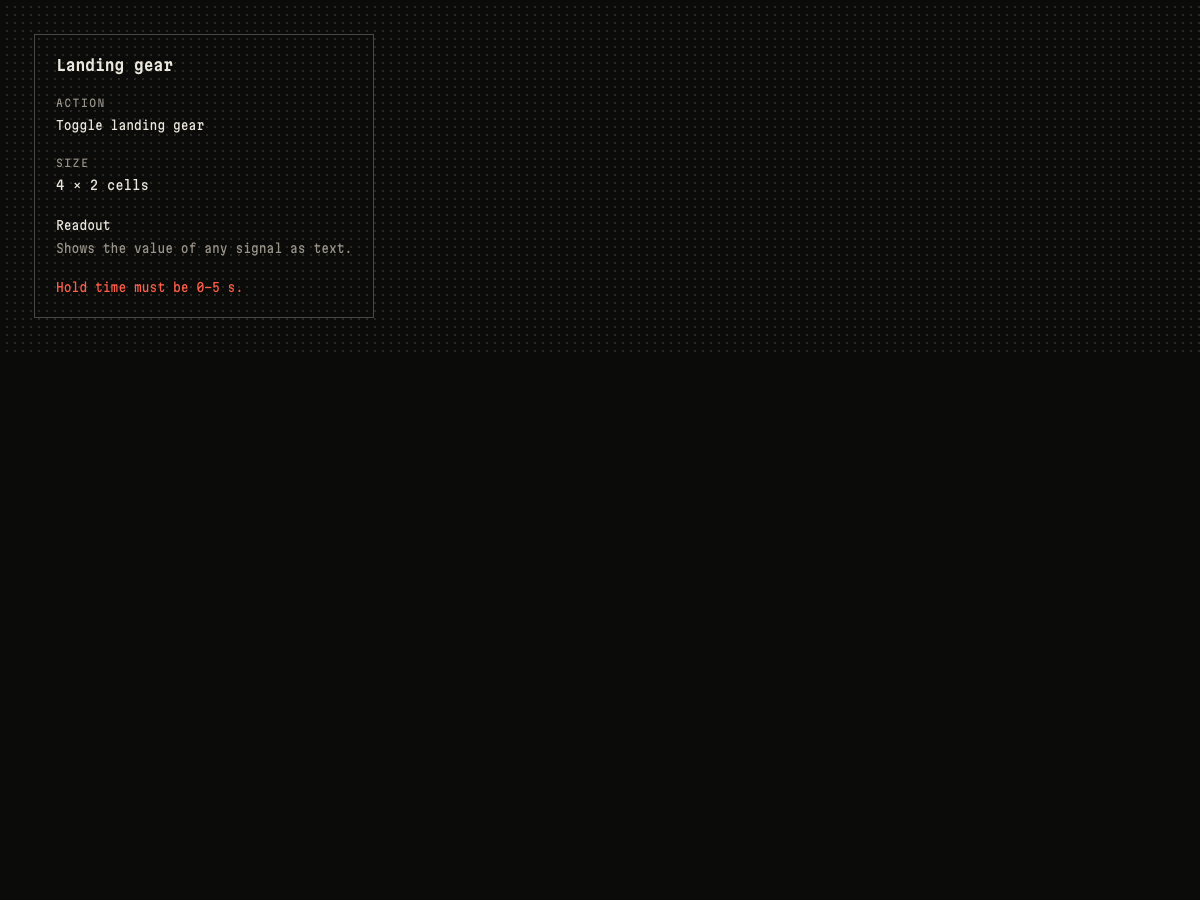 Landing gear
ACTION
Toggle landing gear
SIZE
4 × 2 cells
Readout
Shows the value of any signal as text.
Hold time must be 0–5 s.